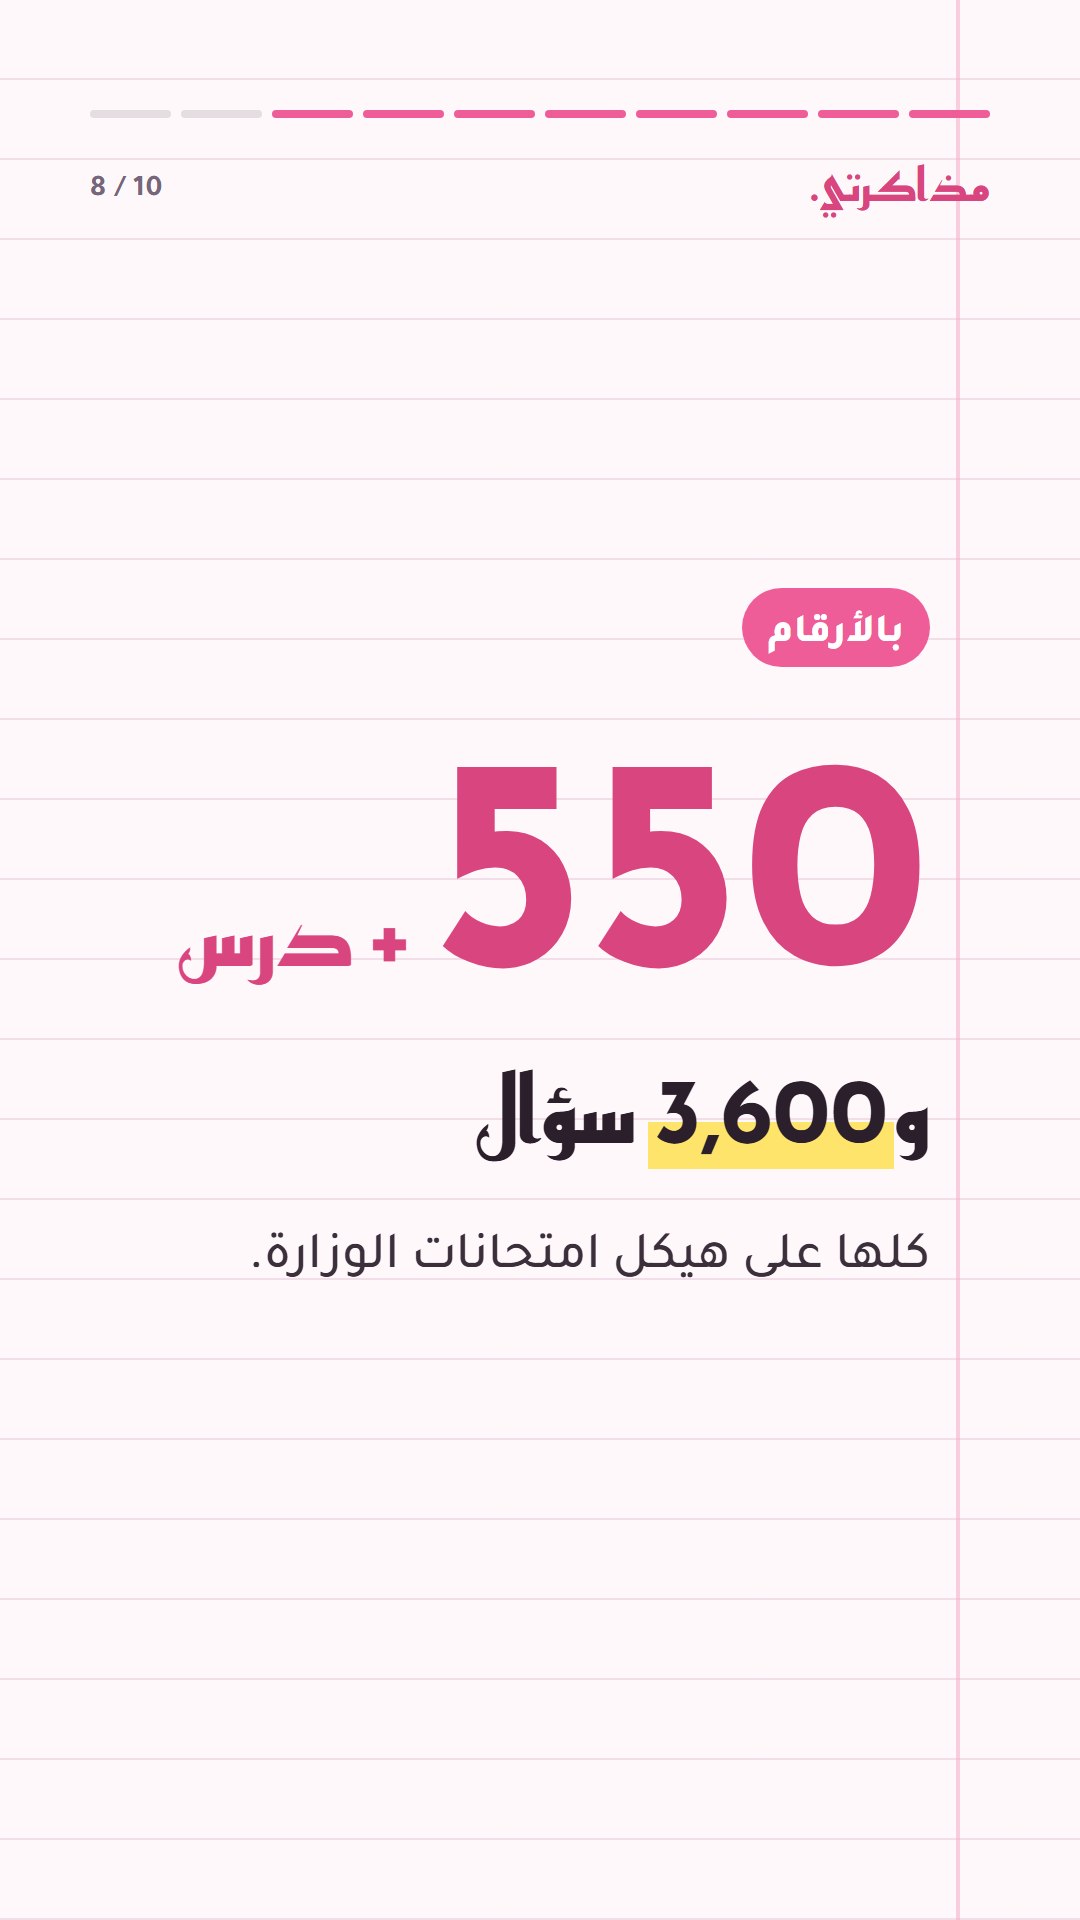 مذاكرتي.
8 / 10
بالأرقام
550 + درس
و3,600 سؤال
كلها على هيكل امتحانات الوزارة.